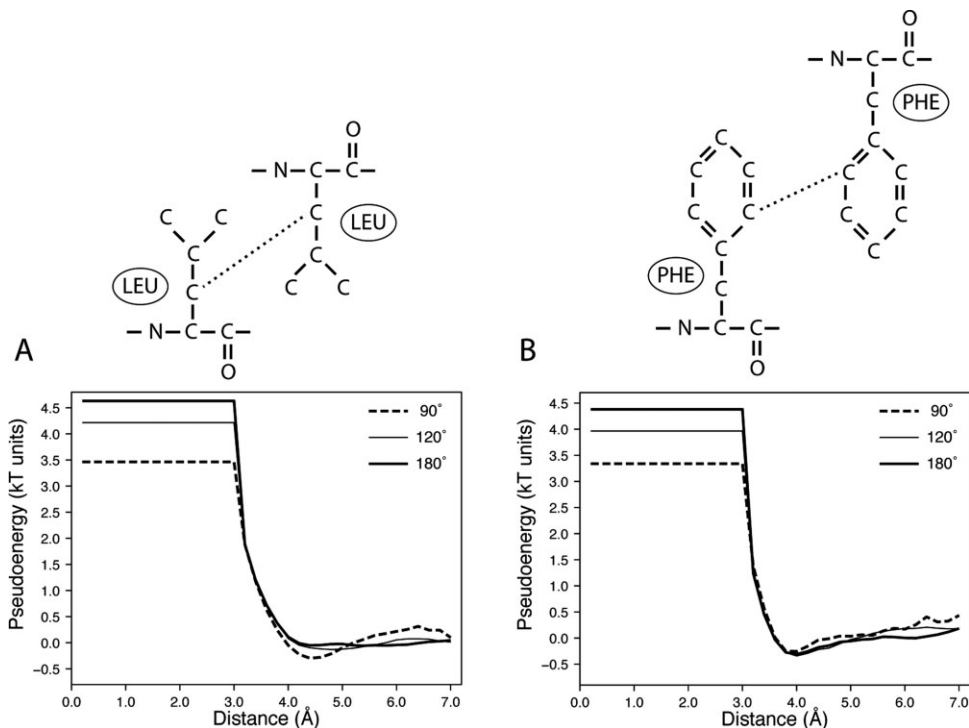 O
N C C
C C
C LEU
LEU C C
C C C
N C C
O
A
Pseudoenergy (kT units)
4.5
4.0
3.5
3.0
2.5
2.0
1.5
1.0
0.5
0.0
−0.5
90°
120°
180°
0.0 1.0 2.0 3.0 4.0 5.0 6.0 7.0
Distance (Å)
O
N C C
C PHE
C C
C C C C
C C C C
C C
PHE C
N C C
O
B
Pseudoenergy (kT units)
4.5
4.0
3.5
3.0
2.5
2.0
1.5
1.0
0.5
0.0
−0.5
90°
120°
180°
0.0 1.0 2.0 3.0 4.0 5.0 6.0 7.0
Distance (Å)